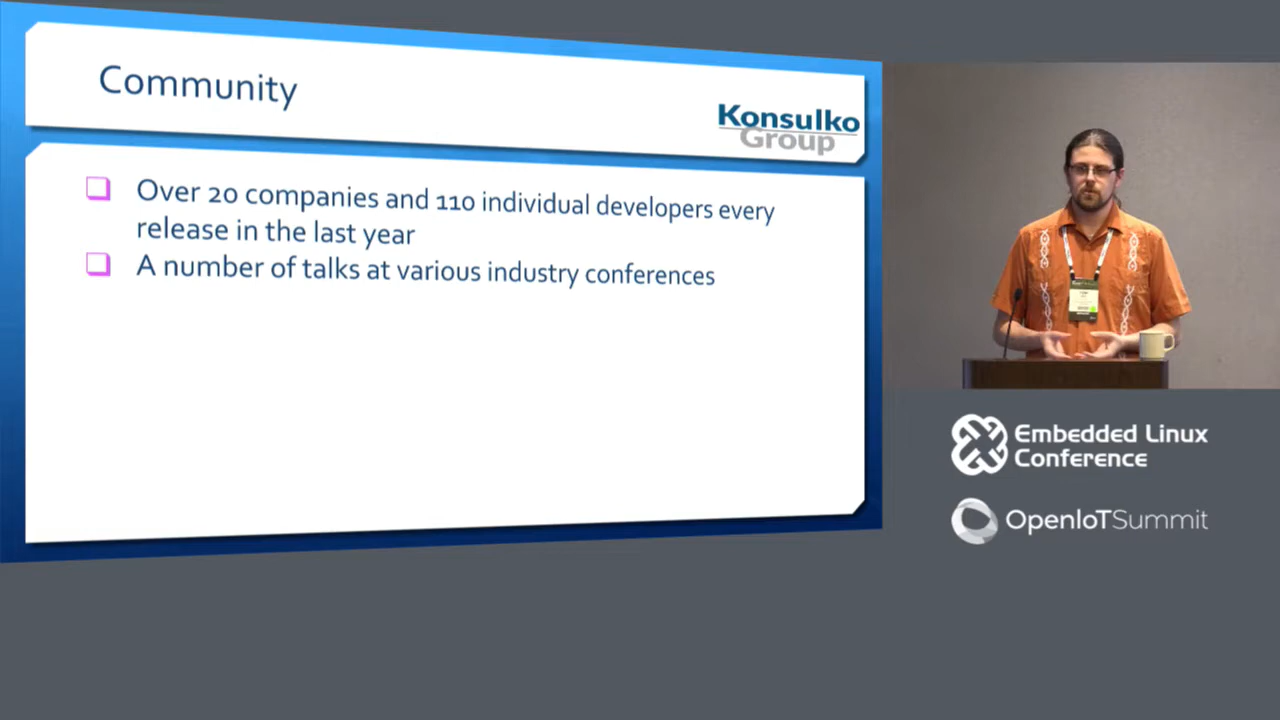 Community
Konsulko
Group
Over 20 companies and 110 individual developers every
release in the last year
A number of talks at various industry conferences
Embedded Linux
Conference
OpenIoTSummit